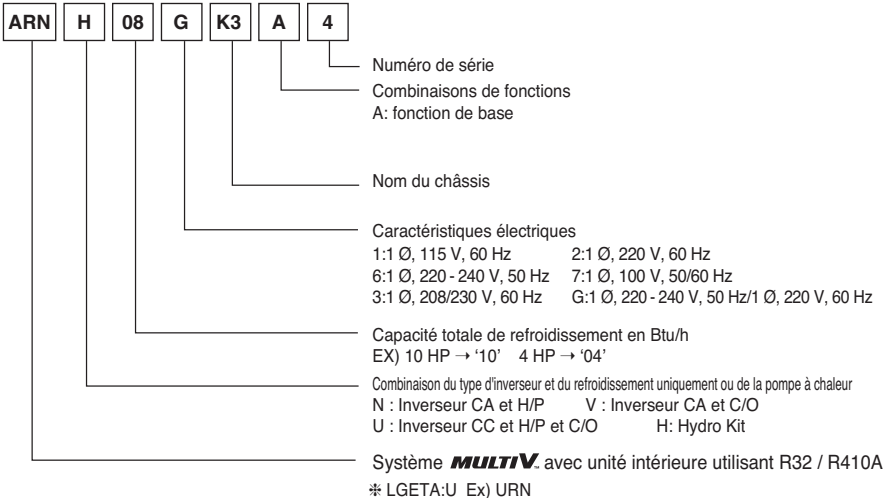 ARN H 08 G K3 A 4
Numéro de série
Combinaisons de fonctions
A: fonction de base
Nom du châssis
Caractéristiques électriques
1:1 Ø, 115 V, 60 Hz 2:1 Ø, 220 V, 60 Hz
6:1 Ø, 220 - 240 V, 50 Hz 7:1 Ø, 100 V, 50/60 Hz
3:1 Ø, 208/230 V, 60 Hz G:1 Ø, 220 - 240 V, 50 Hz/1 Ø, 220 V, 60 Hz
Capacité totale de refroidissement en Btu/h
EX) 10 HP → ‘10’ 4 HP → ‘04’
Combinaison du type d'inverseur et du refroidissement uniquement ou de la pompe à chaleur
N : Inverseur CA et H/P V : Inverseur CA et C/O
U : Inverseur CC et H/P et C/O H: Hydro Kit
Système MULTI V. avec unité intérieure utilisant R32 / R410A
❈ LGETA:U Ex) URN